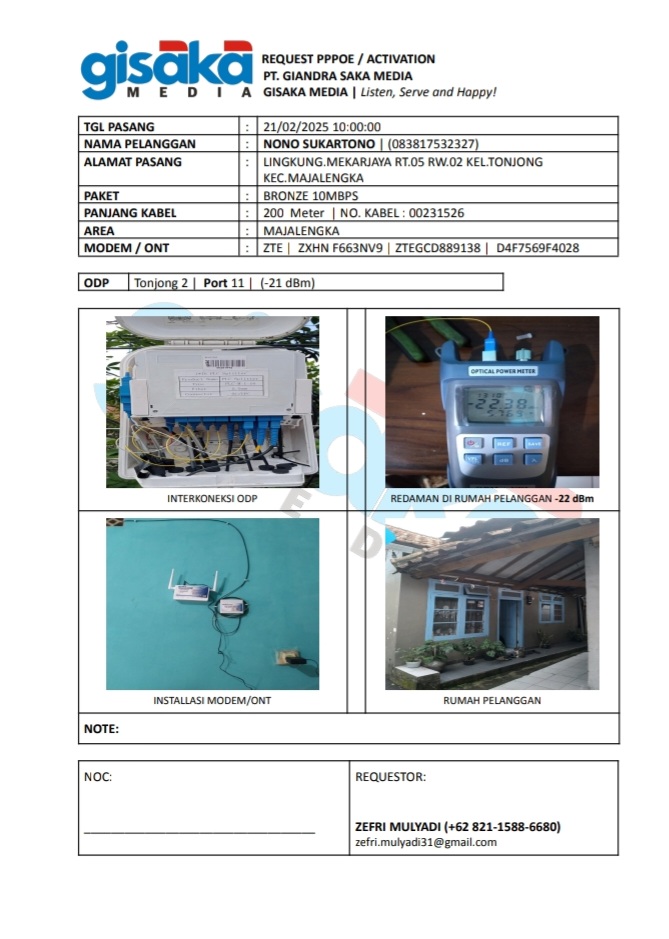 gisaka
MEDIA
REQUEST PPPOE / ACTIVATION
PT. GIANDRA SAKA MEDIA
GISAKA MEDIA | Listen, Serve and Happy!
TGL PASANG : 21/02/2025 10:00:00
NAMA PELANGGAN : NONO SUKARTONO | (083817532327)
ALAMAT PASANG : LINGKUNG.MEKARJAYA RT.05 RW.02 KEL.TONJONG
KEC.MAJALENGKA
PAKET : BRONZE 10MBPS
PANJANG KABEL : 200 Meter | NO. KABEL : 00231526
AREA : MAJALENGKA
MODEM / ONT : ZTE | ZXHN F663NV9 | ZTEGCD889138 | D4F7569F4028
ODP Tonjong 2 | Port 11 | (-21 dBm)
OPTICAL POWER METER
INTERKONEKSI ODP
REDAMAN DI RUMAH PELANGGAN -22 dBm
INSTALLASI MODEM/ONT
RUMAH PELANGGAN
NOTE:
NOC:
REQUESTOR:
ZEFRI MULYADI (+62 821-1588-6680)
zefri.mulyadi31@gmail.com